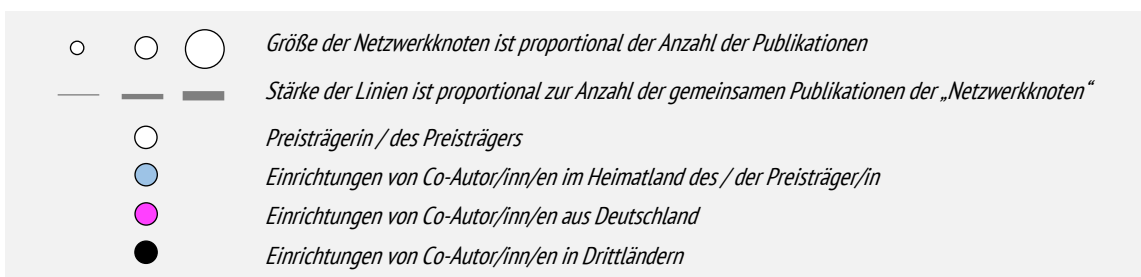 Größe der Netzwerkknoten ist proportional der Anzahl der Publikationen
Stärke der Linien ist proportional zur Anzahl der gemeinsamen Publikationen der „Netzwerkknoten“
Preisträgerin / des Preisträgers
Einrichtungen von Co-Autor/inn/en im Heimatland des / der Preisträger/in
Einrichtungen von Co-Autor/inn/en aus Deutschland
Einrichtungen von Co-Autor/inn/en in Drittländern